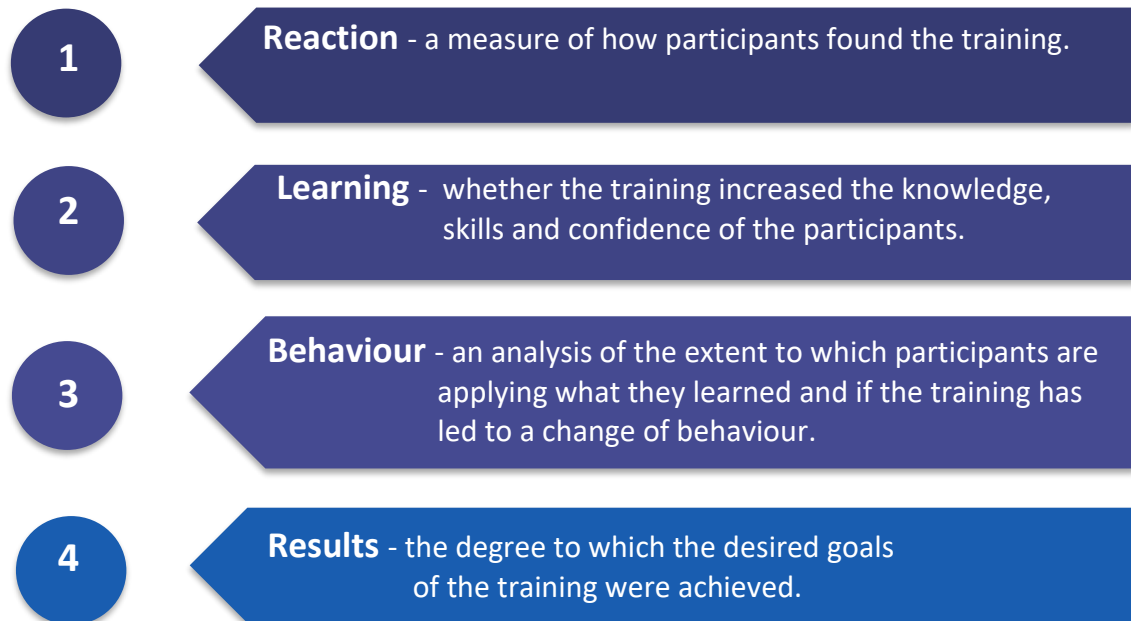 1
Reaction - a measure of how participants found the training.
2
Learning - whether the training increased the knowledge,
skills and confidence of the participants.
3
Behaviour - an analysis of the extent to which participants are
applying what they learned and if the training has
led to a change of behaviour.
4
Results - the degree to which the desired goals
of the training were achieved.